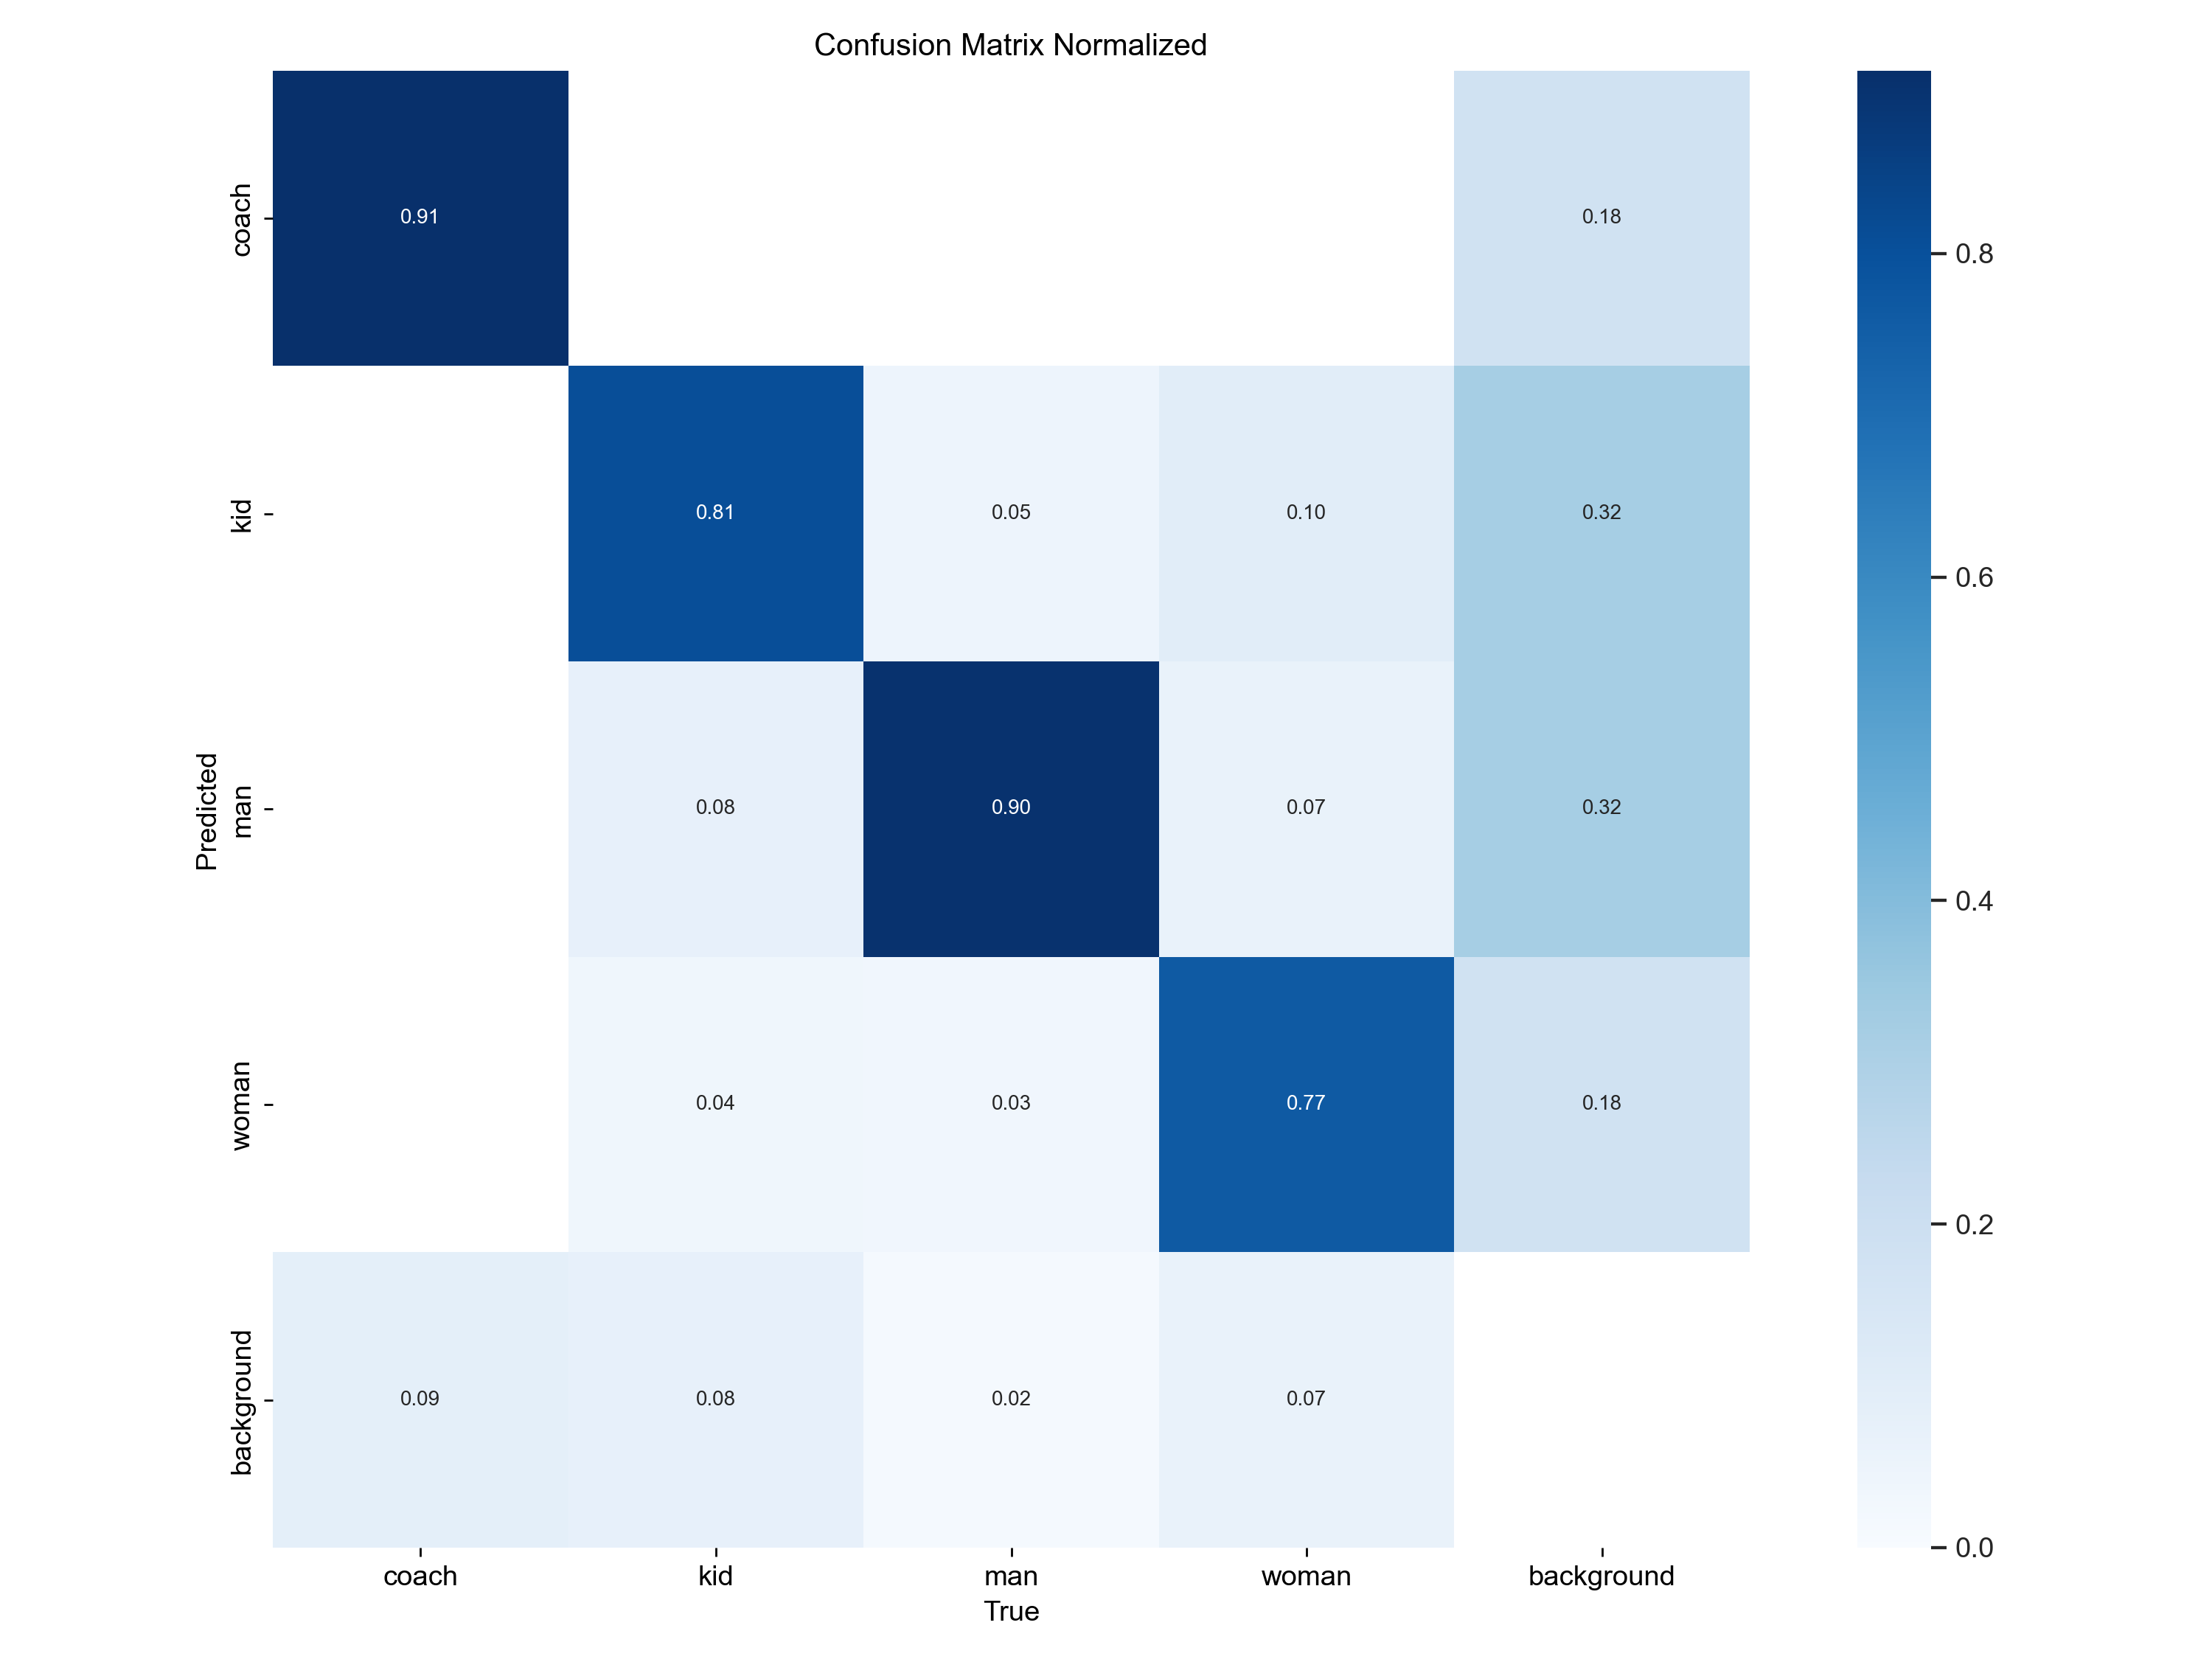 Confusion Matrix Normalized
coach
0.91
0.18
0.8
kid
0.81
0.05
0.10
0.32
0.6
Predicted
man
0.08
0.90
0.07
0.32
0.4
woman
0.04
0.03
0.77
0.18
0.2
background
0.09
0.08
0.02
0.07
0.0
coach
kid
man
woman
background
True